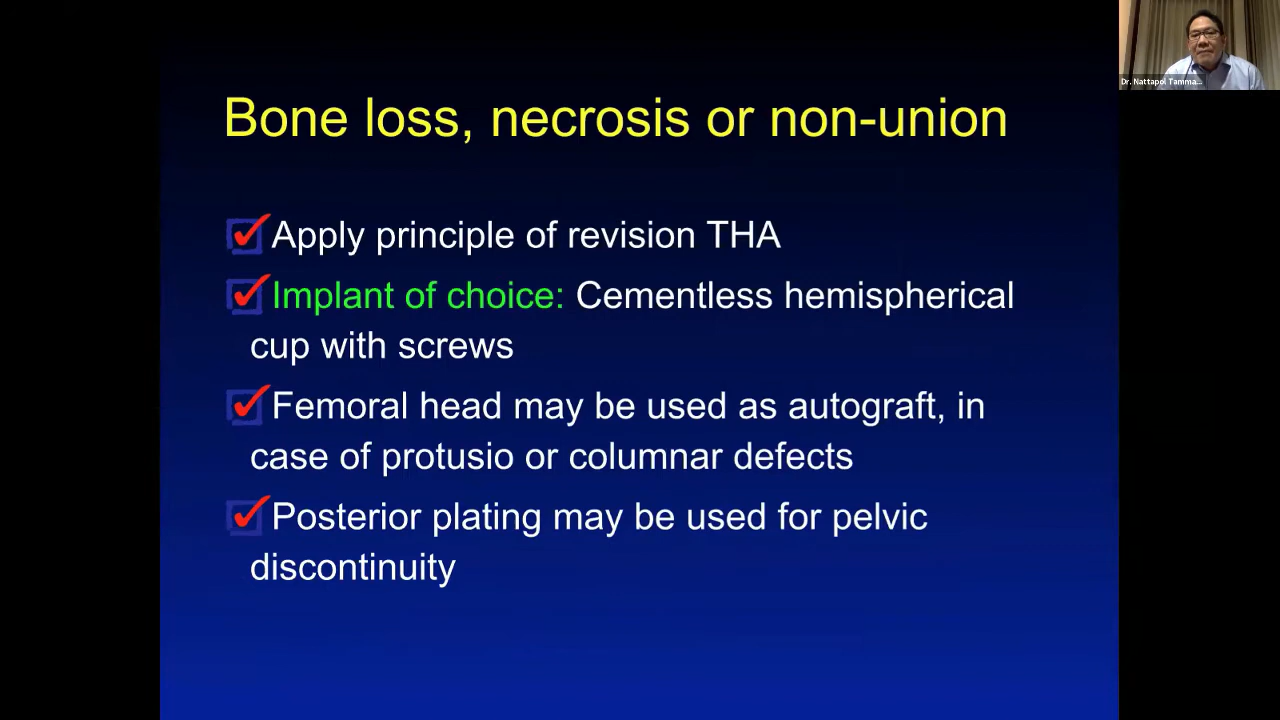 Bone loss, necrosis or non-union
Apply principle of revision THA
Implant of choice: Cementless hemispherical
cup with screws
Femoral head may be used as autograft, in
case of protusio or columnar defects
Posterior plating may be used for pelvic
discontinuity
Dr. Nattapol Tamma...